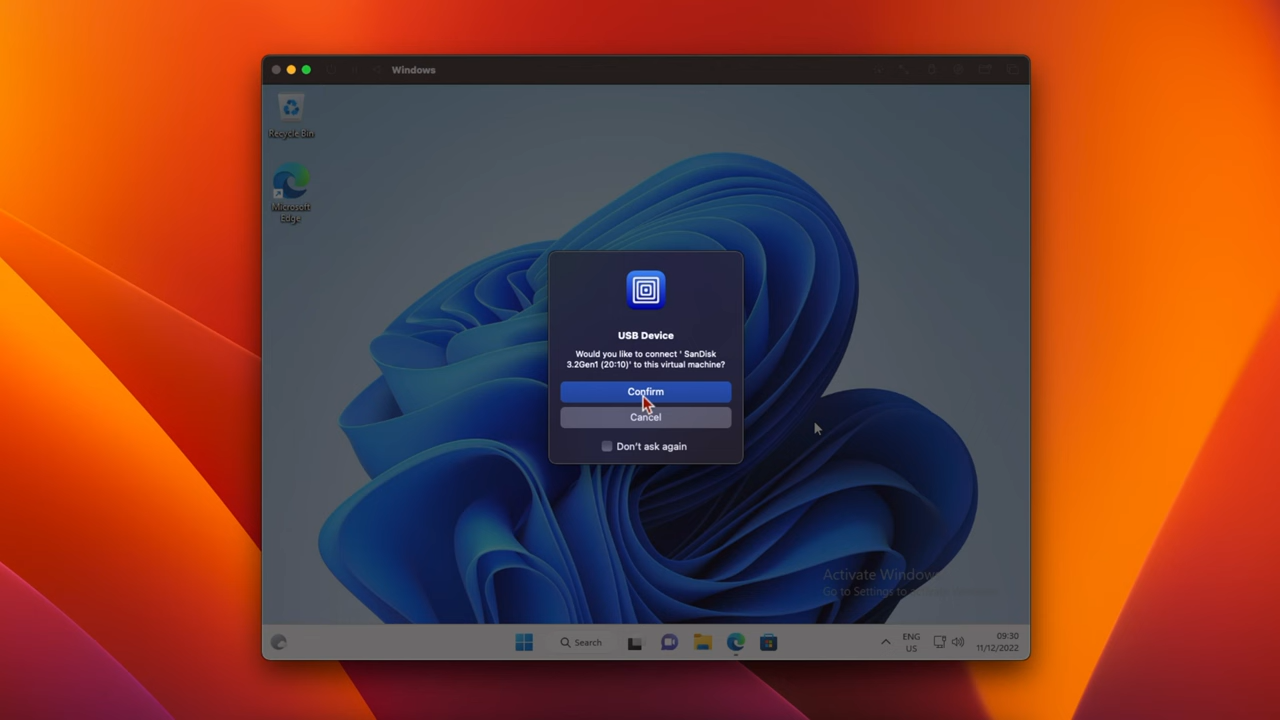 Windows
Recycle Bin
Microsoft
Edge
USB Device
Would you like to connect ' SanDisk
3.2Gen1 (20:10)' to this virtual machine?
Confirm
Cancel
Don't ask again
Activate Windows
Go to Settings to
Search
ENG
US
09:30
11/12/2022